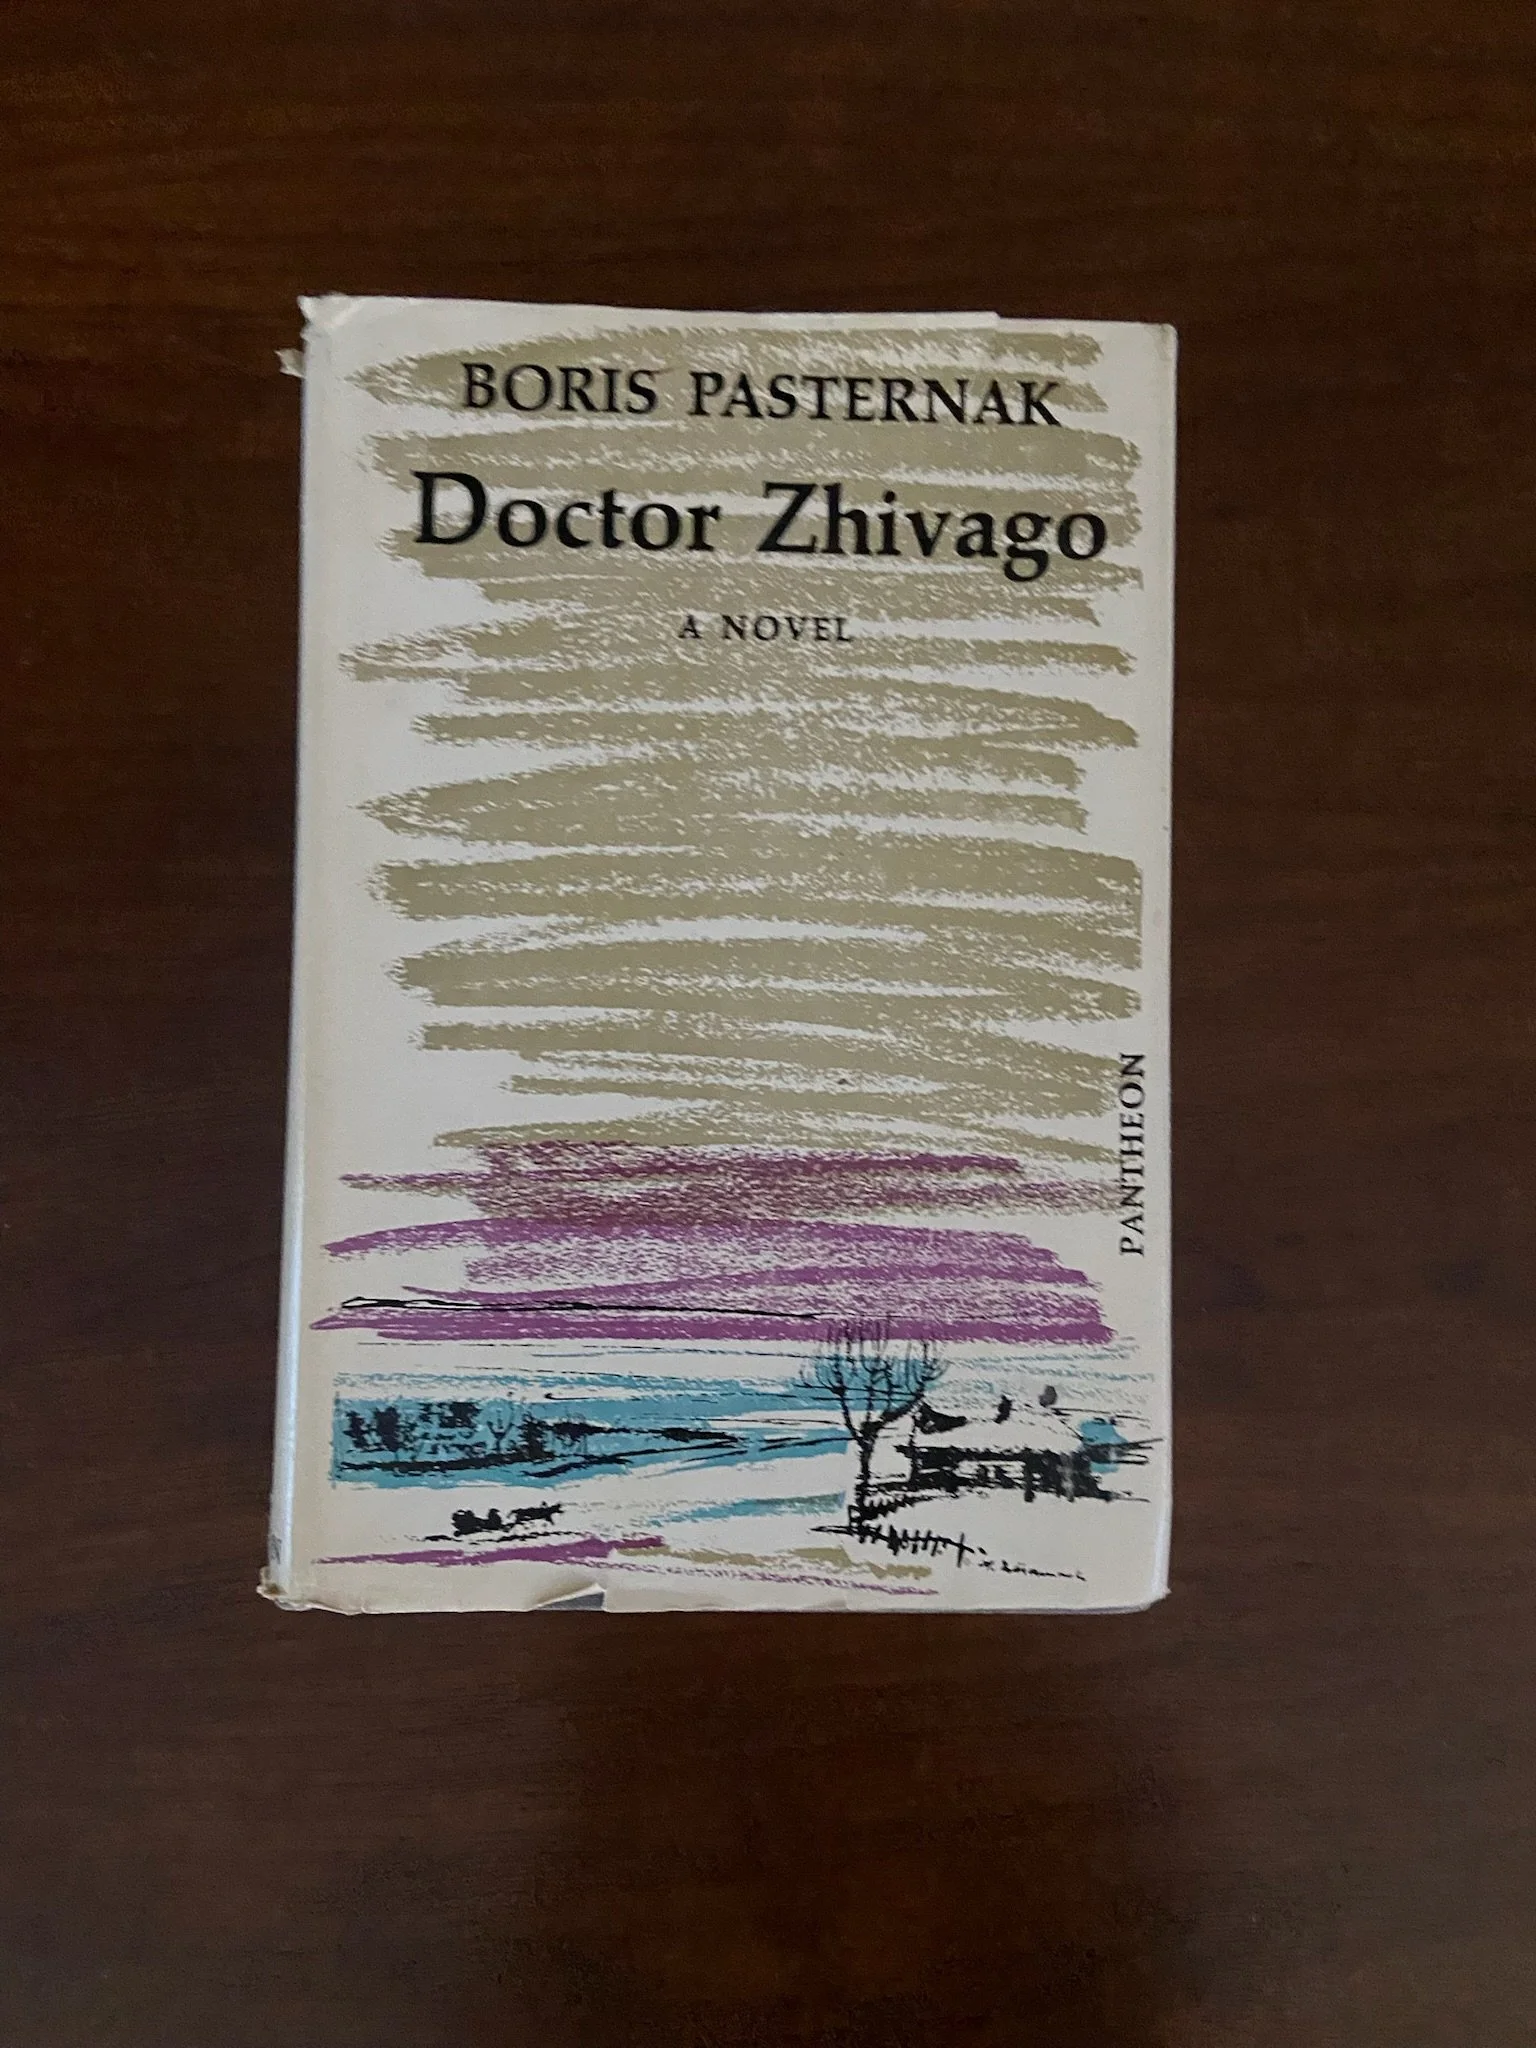 BORIS PASTERNAK
Doctor Zhivago
A NOVEL
PANTHEON